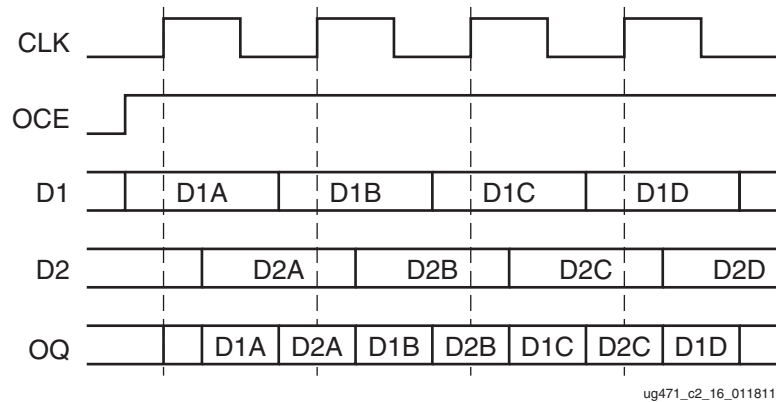 CLK
OCE
D1 D1A D1B D1C D1D
D2 D2A D2B D2C D2D
OQ D1A D2A D1B D2B D1C D2C D1D
ug471_c2_16_011811